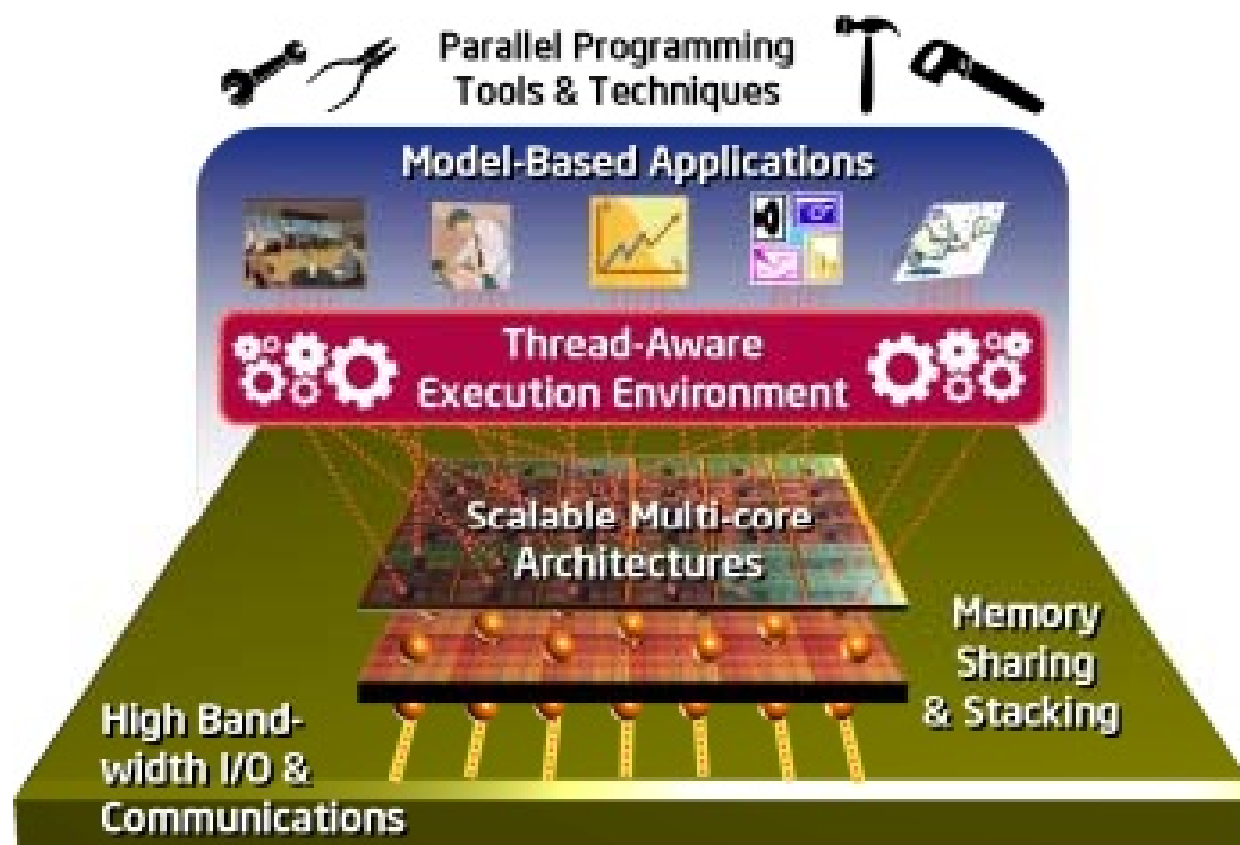 Parallel Programming
Tools & Techniques
Model-Based Applications
Thread-Aware
Execution Environment
Scalable Multi-core
Architectures
Memory
Sharing
& Stacking
High Band-
width I/O &
Communications